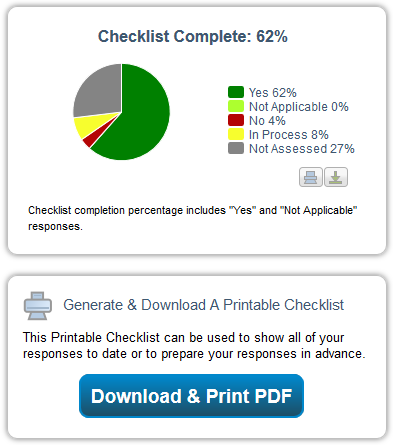 Checklist Complete: 62%
Yes 62%
Not Applicable 0%
No 4%
In Process 8%
Not Assessed 27%
Checklist completion percentage includes "Yes" and "Not Applicable"
responses.
Generate & Download A Printable Checklist
This Printable Checklist can be used to show all of your
responses to date or to prepare your responses in advance.
Download & Print PDF